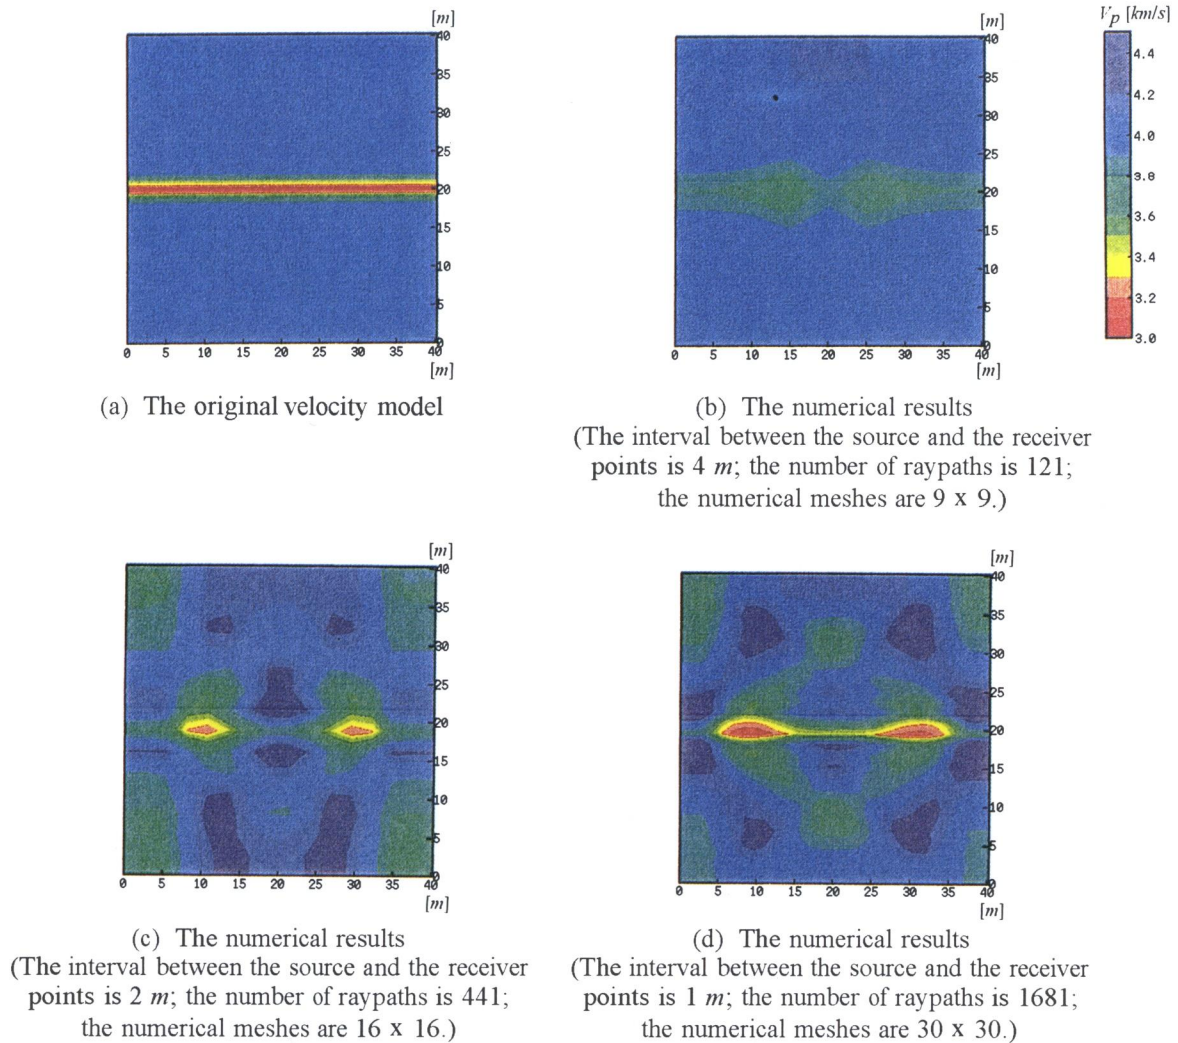 [m]
40
35
30
25
20
15
10
5
0
0 5 10 15 20 25 30 35 40
[m]
(a) The original velocity model
[m]
40
35
30
25
20
15
10
5
0
0 5 10 15 20 25 30 35 40
[m]
(b) The numerical results
(The interval between the source and the receiver
points is 4 m; the number of raypaths is 121;
the numerical meshes are 9 x 9.)
Vp [km/s]
4.4
4.2
4.0
3.8
3.6
3.4
3.2
3.0
[m]
40
35
30
25
20
15
10
5
0
0 5 10 15 20 25 30 35 40
[m]
(c) The numerical results
(The interval between the source and the receiver
points is 2 m; the number of raypaths is 441;
the numerical meshes are 16 x 16.)
[m]
40
35
30
25
20
15
10
5
0
0 5 10 15 20 25 30 35 40
[m]
(d) The numerical results
(The interval between the source and the receiver
points is 1 m; the number of raypaths is 1681;
the numerical meshes are 30 x 30.)